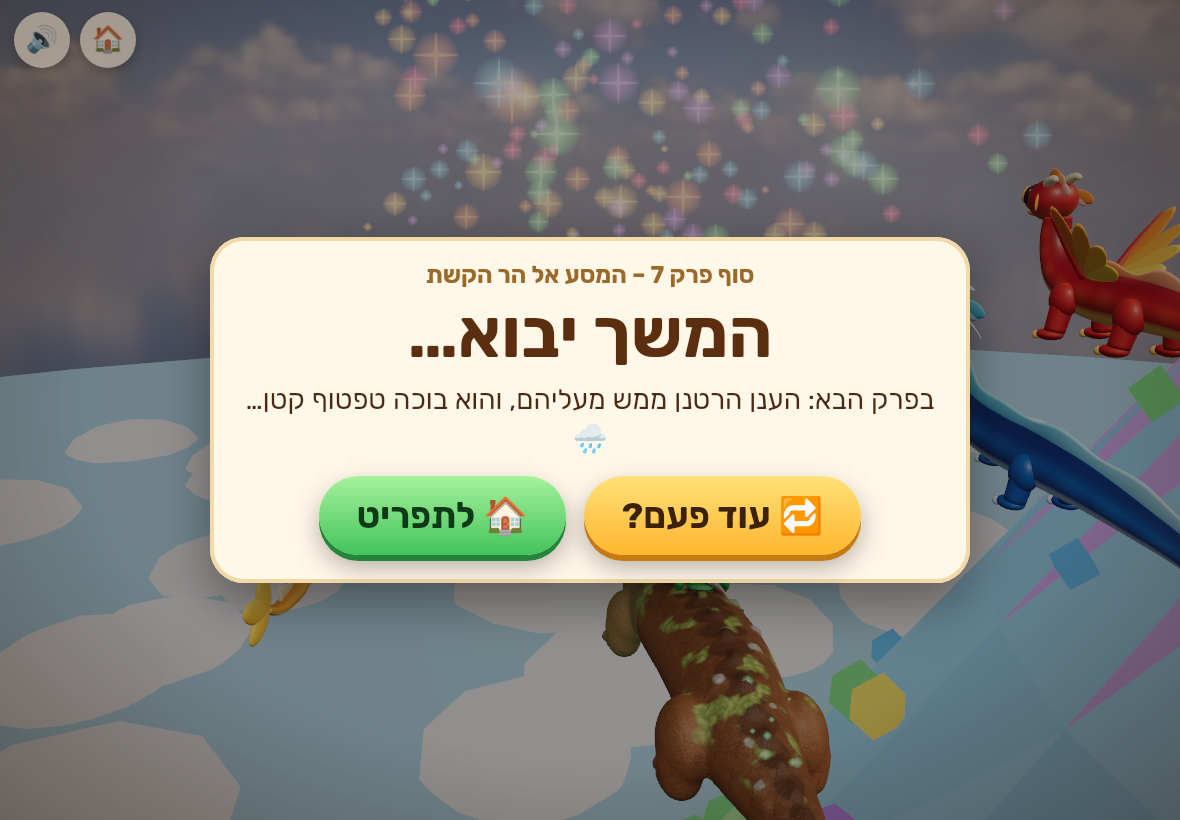 סוף פרק 7 – המסע אל הר הקשת
המשך יבוא...
בפרק הבא: הענן הרטנן ממש מעליהם, והוא בוכה טפטוף קטן...
🌧️
🔁 עוד פעם?
🏠 לתפריט